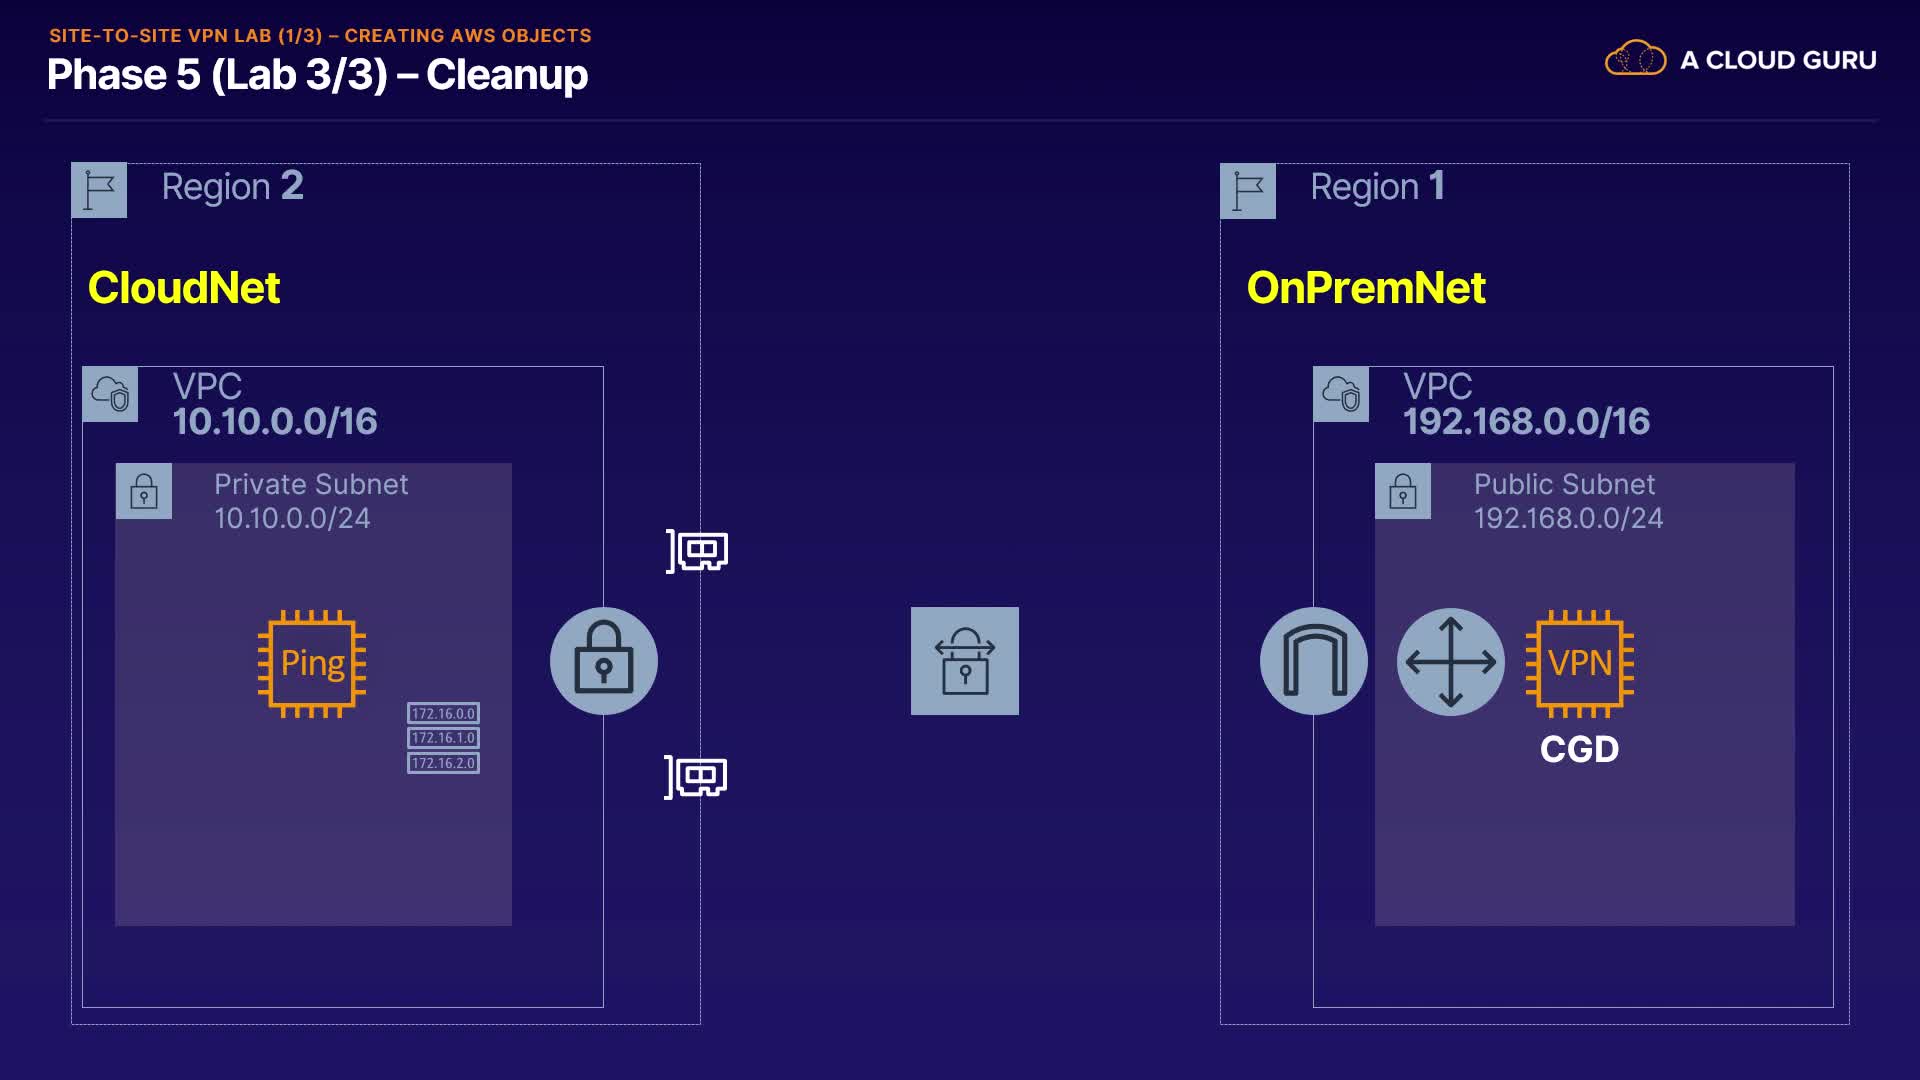 SITE-TO-SITE VPN LAB (1/3) – CREATING AWS OBJECTS
Phase 5 (Lab 3/3) – Cleanup
A CLOUD GURU
Region 2
CloudNet
VPC
10.10.0.0/16
Private Subnet
10.10.0.0/24
Ping
172.16.0.0
172.16.1.0
172.16.2.0
Region 1
OnPremNet
VPC
192.168.0.0/16
Public Subnet
192.168.0.0/24
VPN
CGD